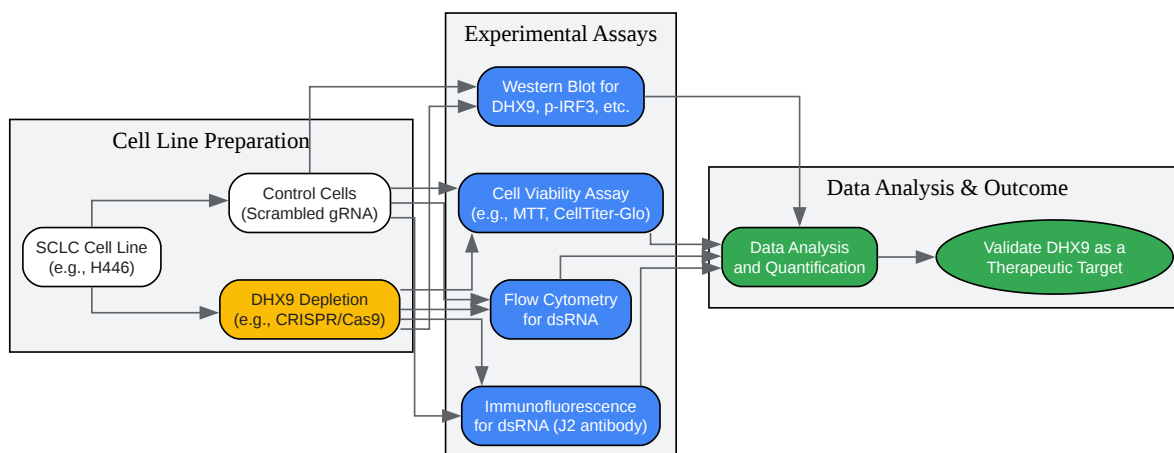 Experimental Assays
Western Blot for
DHX9, p-IRF3, etc.
Cell Line Preparation
Control Cells
(Scrambled gRNA)
Cell Viability Assay
(e.g., MTT, CellTiter-Glo)
Data Analysis & Outcome
SCLC Cell Line
(e.g., H446)
Data Analysis
and Quantification
Validate DHX9 as a
Therapeutic Target
DHX9 Depletion
(e.g., CRISPR/Cas9)
Flow Cytometry
for dsRNA
Immunofluorescence
for dsRNA (J2 antibody)